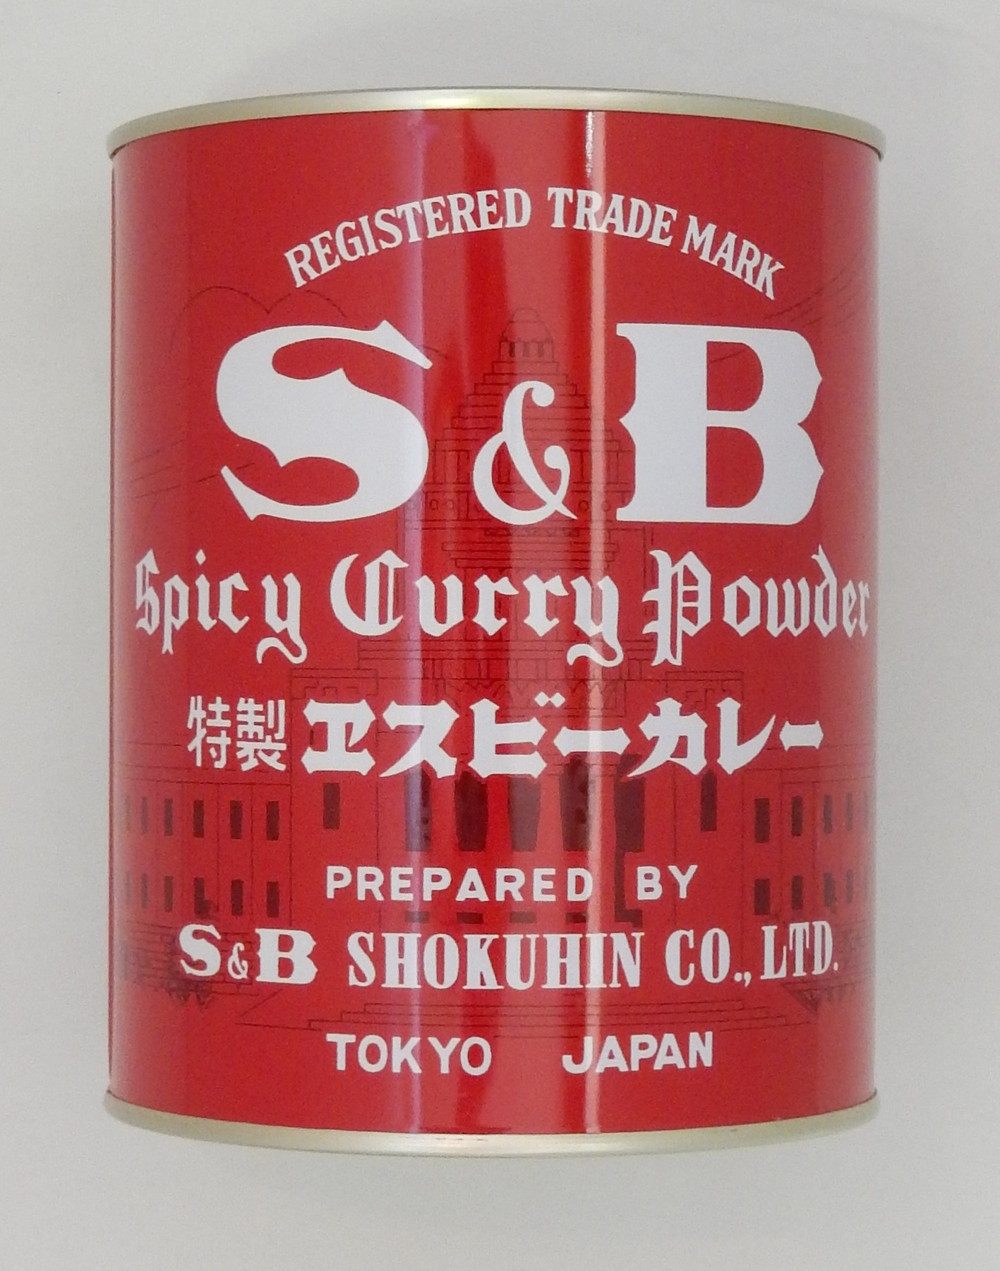 REGISTERED TRADE MARK
S&B
Spicy Curry Powder
特製 ヱスビーカレー
PREPARED BY
S&B SHOKUHIN CO., LTD.
TOKYO JAPAN